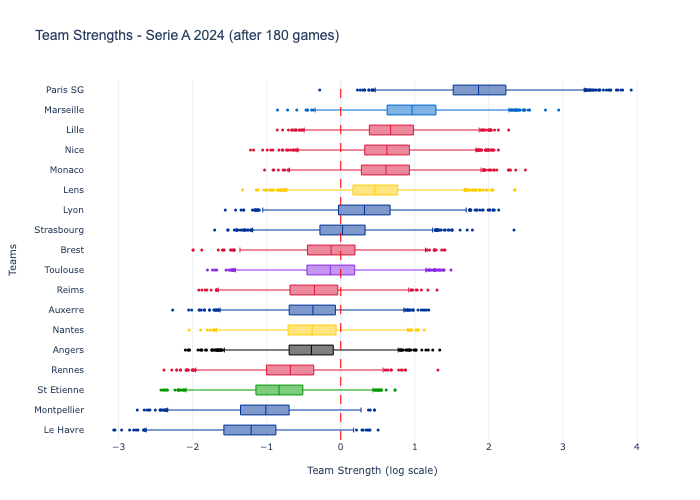 Team Strengths - Serie A 2024 (after 180 games)
Paris SG
Marseille
Lille
Nice
Monaco
Lens
Lyon
Strasbourg
Brest
Toulouse
Reims
Auxerre
Nantes
Angers
Rennes
St Etienne
Montpellier
Le Havre
Teams
−3 −2 −1 0 1 2 3 4
Team Strength (log scale)